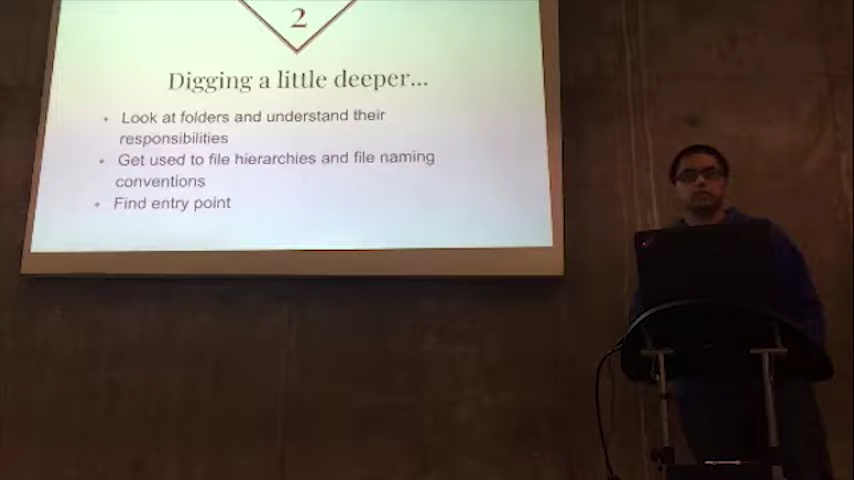 2
Digging a little deeper...
Look at folders and understand their
responsibilities
Get used to file hierarchies and file naming
conventions
Find entry point